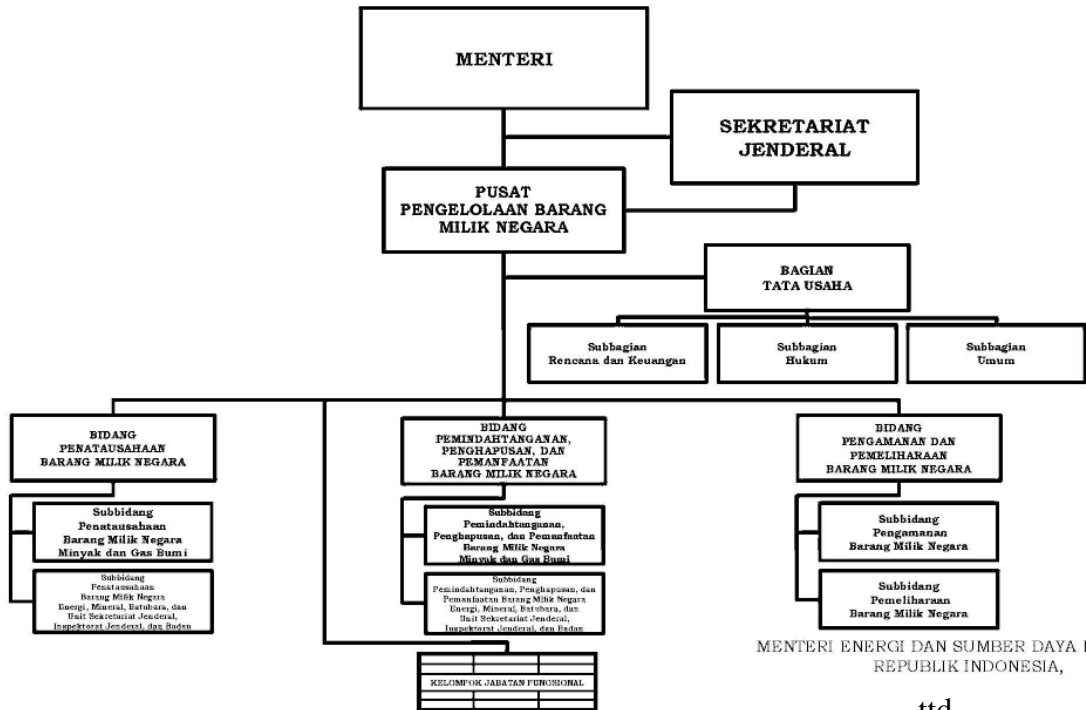 MENTERI
SEKRETARIAT
JENDERAL
PUSAT
PENGELOLAAN BARANG
MILIK NEGARA
BAGIAN
TATA USAHA
Subbagian
Rencana dan Keuangan
Subbagian
Hukum
Subbagian
Umum
BIDANG
PENATAUSAHAAN
BARANG MILIK NEGARA
BIDANG
PEMINDAHTANGANAN,
PENGHAPUSAN, DAN
PEMANFAATAN
BARANG MILIK NEGARA
BIDANG
PENGAMANAN DAN
PEMELIHARAAN
BARANG MILIK NEGARA
Subbidang
Penatausahaan
Barang Milik Negara
Minyak dan Gas Bumi
Subbidang
Pemindahtanganan,
Penghapusan, dan Pemanfaatan
Barang Milik Negara
Minyak dan Gas Bumi
Subbidang
Pengamanan
Barang Milik Negara
Subbidang
Penatausahaan
Barang Milik Negara
Energi, Mineral, Batubara, dan
Unit Sekretariat Jenderal,
Inspektorat Jenderal, dan Badan
Subbidang
Pemindahtanganan, Penghapusan, dan
Pemanfaatan Barang Milik Negara
Energi, Mineral, Batubara, dan
Unit Sekretariat Jenderal,
Inspektorat Jenderal, dan Badan
Subbidang
Pemeliharaan
Barang Milik Negara
KELOMPOK JABATAN FUNGSIONAL
MENTERI ENERGI DAN SUMBER DAYA
REPUBLIK INDONESIA,
ttd